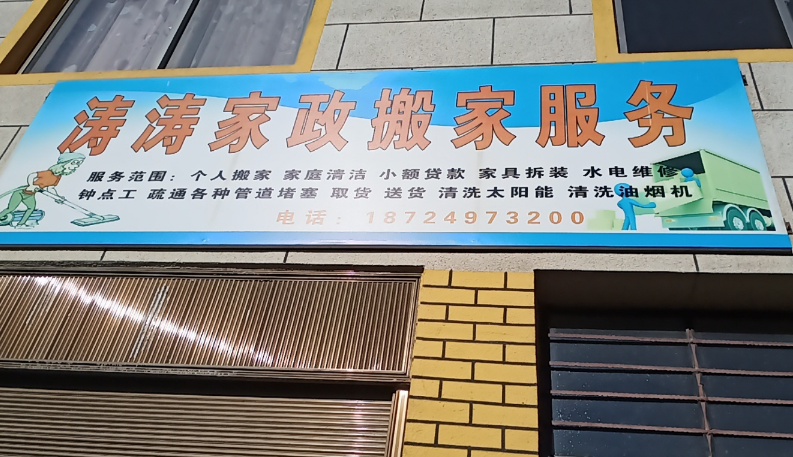 涛涛家政搬家服务
服务范围：个人搬家 家庭清洁 小额贷款 家具拆装 水电维修
钟点工 疏通各种管道堵塞 取货 送货 清洗太阳能 清洗油烟机
电话：18724973200